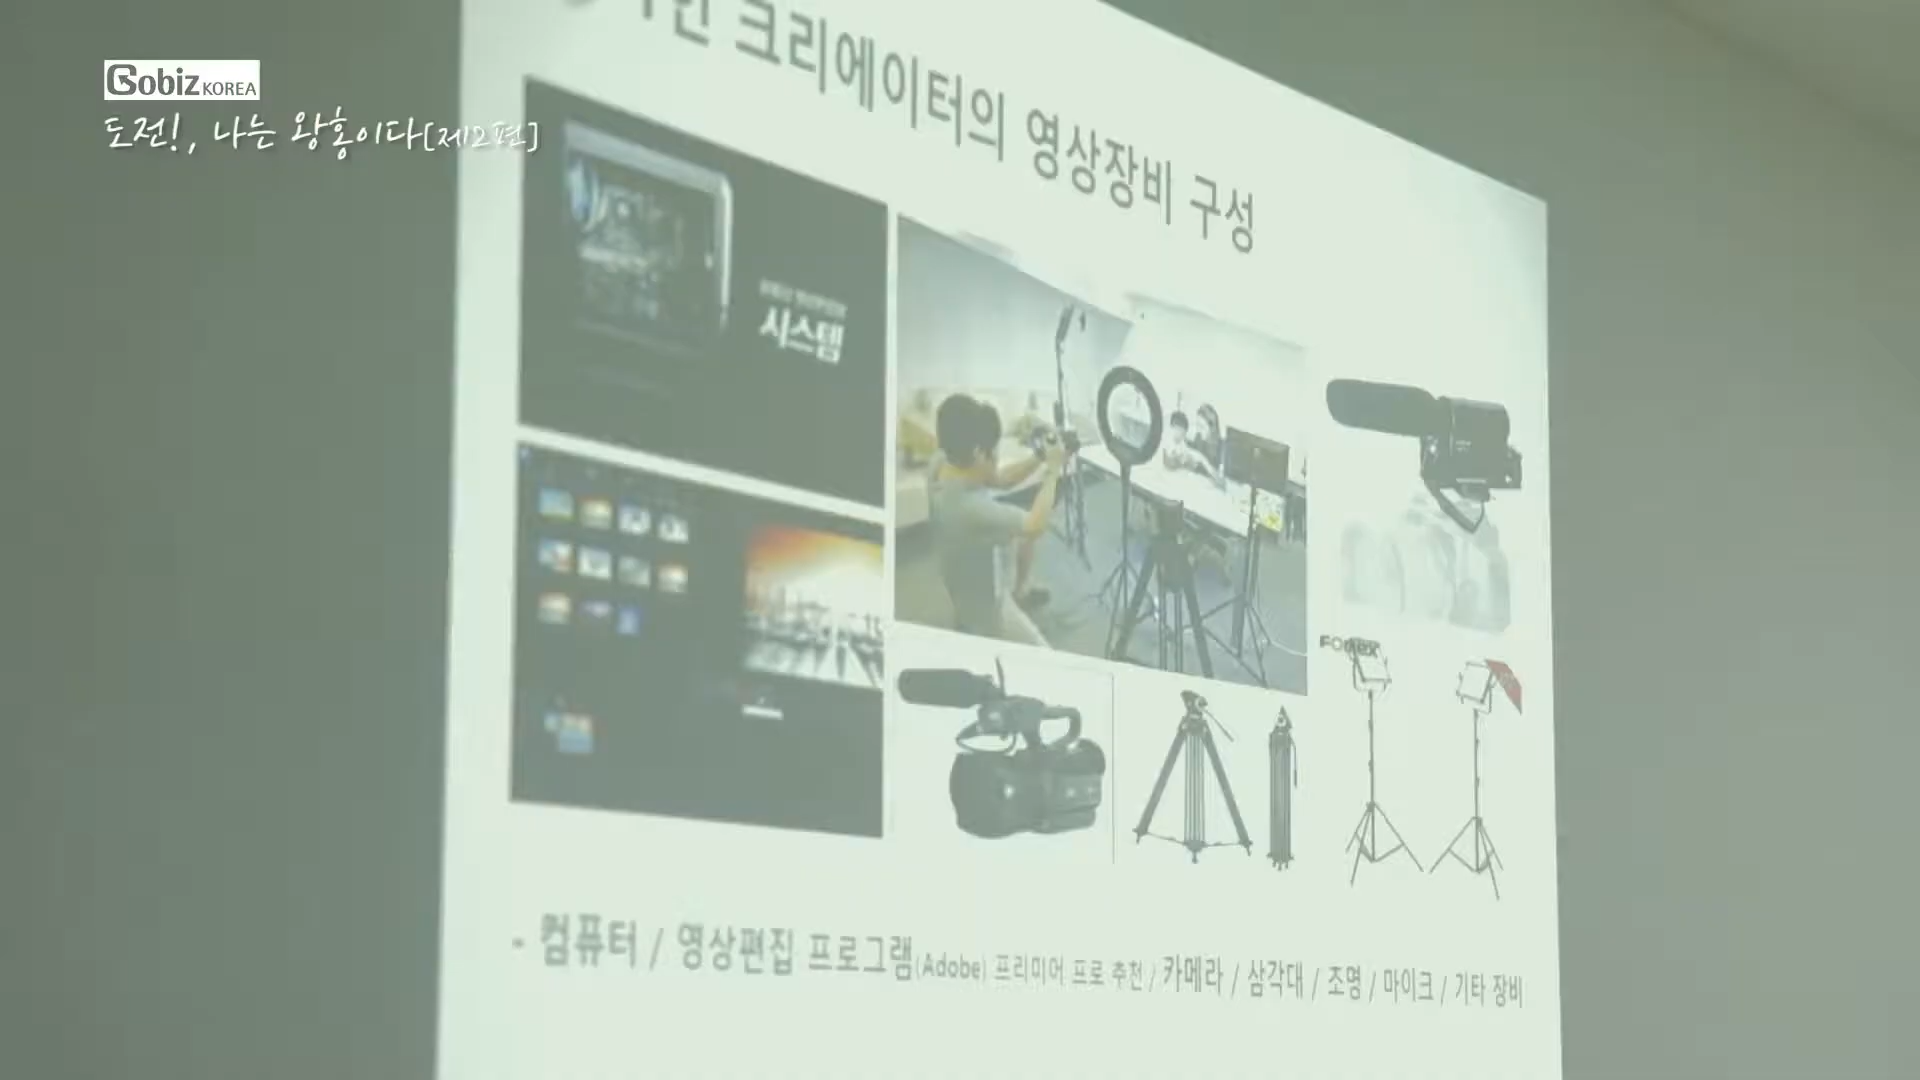 Gobiz KOREA
도전!, 나는 왕홍이다[제2편]
크리에이터의 영상장비 구성
시스템
- 컴퓨터 / 영상편집 프로그램(Adobe) 프리미어 프로 추천 / 카메라 / 삼각대 / 조명 / 마이크 / 기타 장비